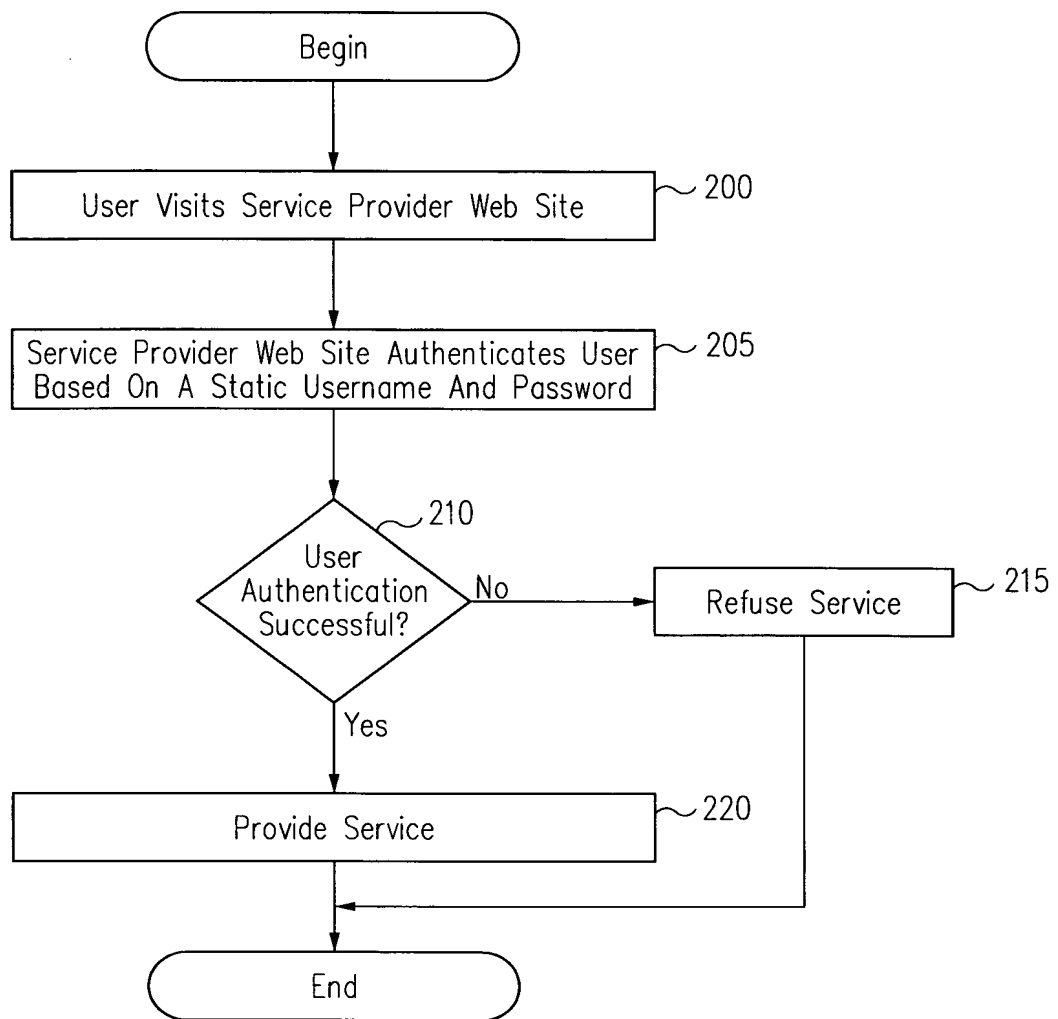 Begin
User Visits Service Provider Web Site
200
Service Provider Web Site Authenticates User
Based On A Static Username And Password
205
210
User
Authentication
Successful?
No
Refuse Service
215
Yes
Provide Service
220
End